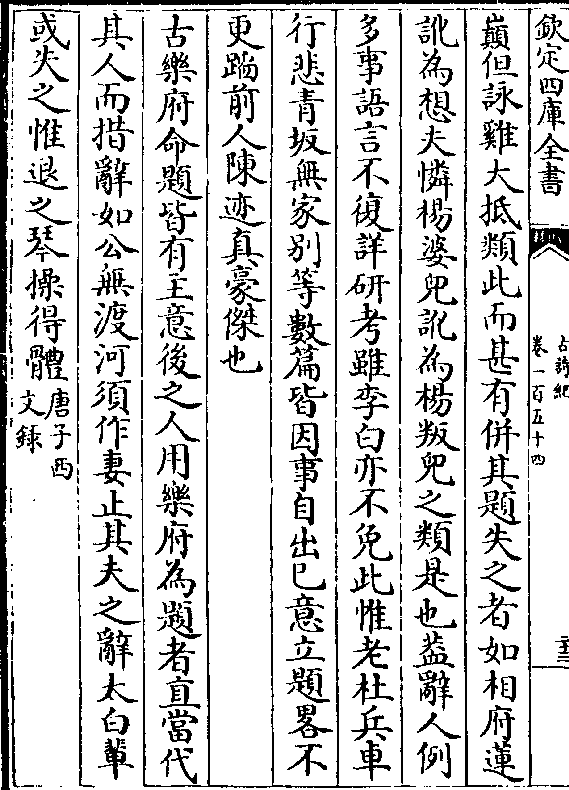 欽定四庫全書
古詩紀
卷一百五十四
巔但詠雞大抵類此而甚有併其題失之者如相府蓮
訛為想夫憐楊婆兒訛為楊叛兒之類是也葢辭人例
多事語言不復詳研考雖李白亦不免此惟老杜兵車
行悲青坂無家别等數篇皆因事自出己意立題畧不
更踏前人陳迹真豪傑也
古樂府命題皆有主意後之人用樂府為題者直當代
其人而措辭如公無渡河須作妻止其夫之辭太白輩
或失之惟退之琴操得體唐子西
文録